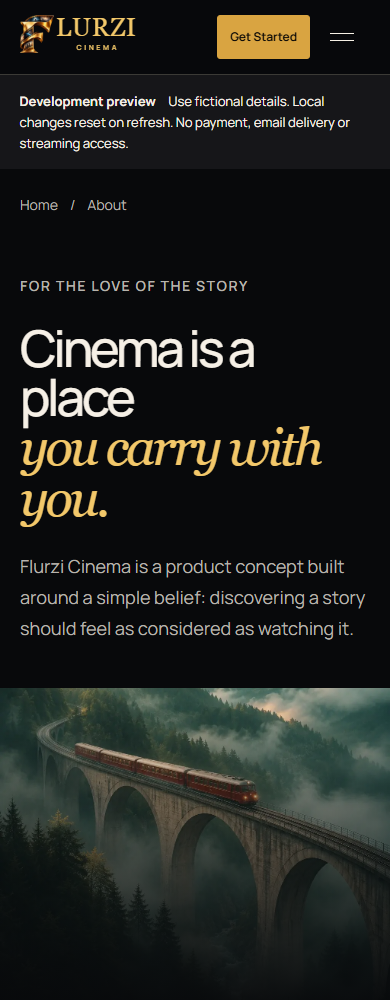 FLURZI
CINEMA
Get Started
Development preview Use fictional details. Local
changes reset on refresh. No payment, email delivery or
streaming access.
Home / About
FOR THE LOVE OF THE STORY
Cinema is a
place
you carry with
you.
Flurzi Cinema is a product concept built
around a simple belief: discovering a story
should feel as considered as watching it.